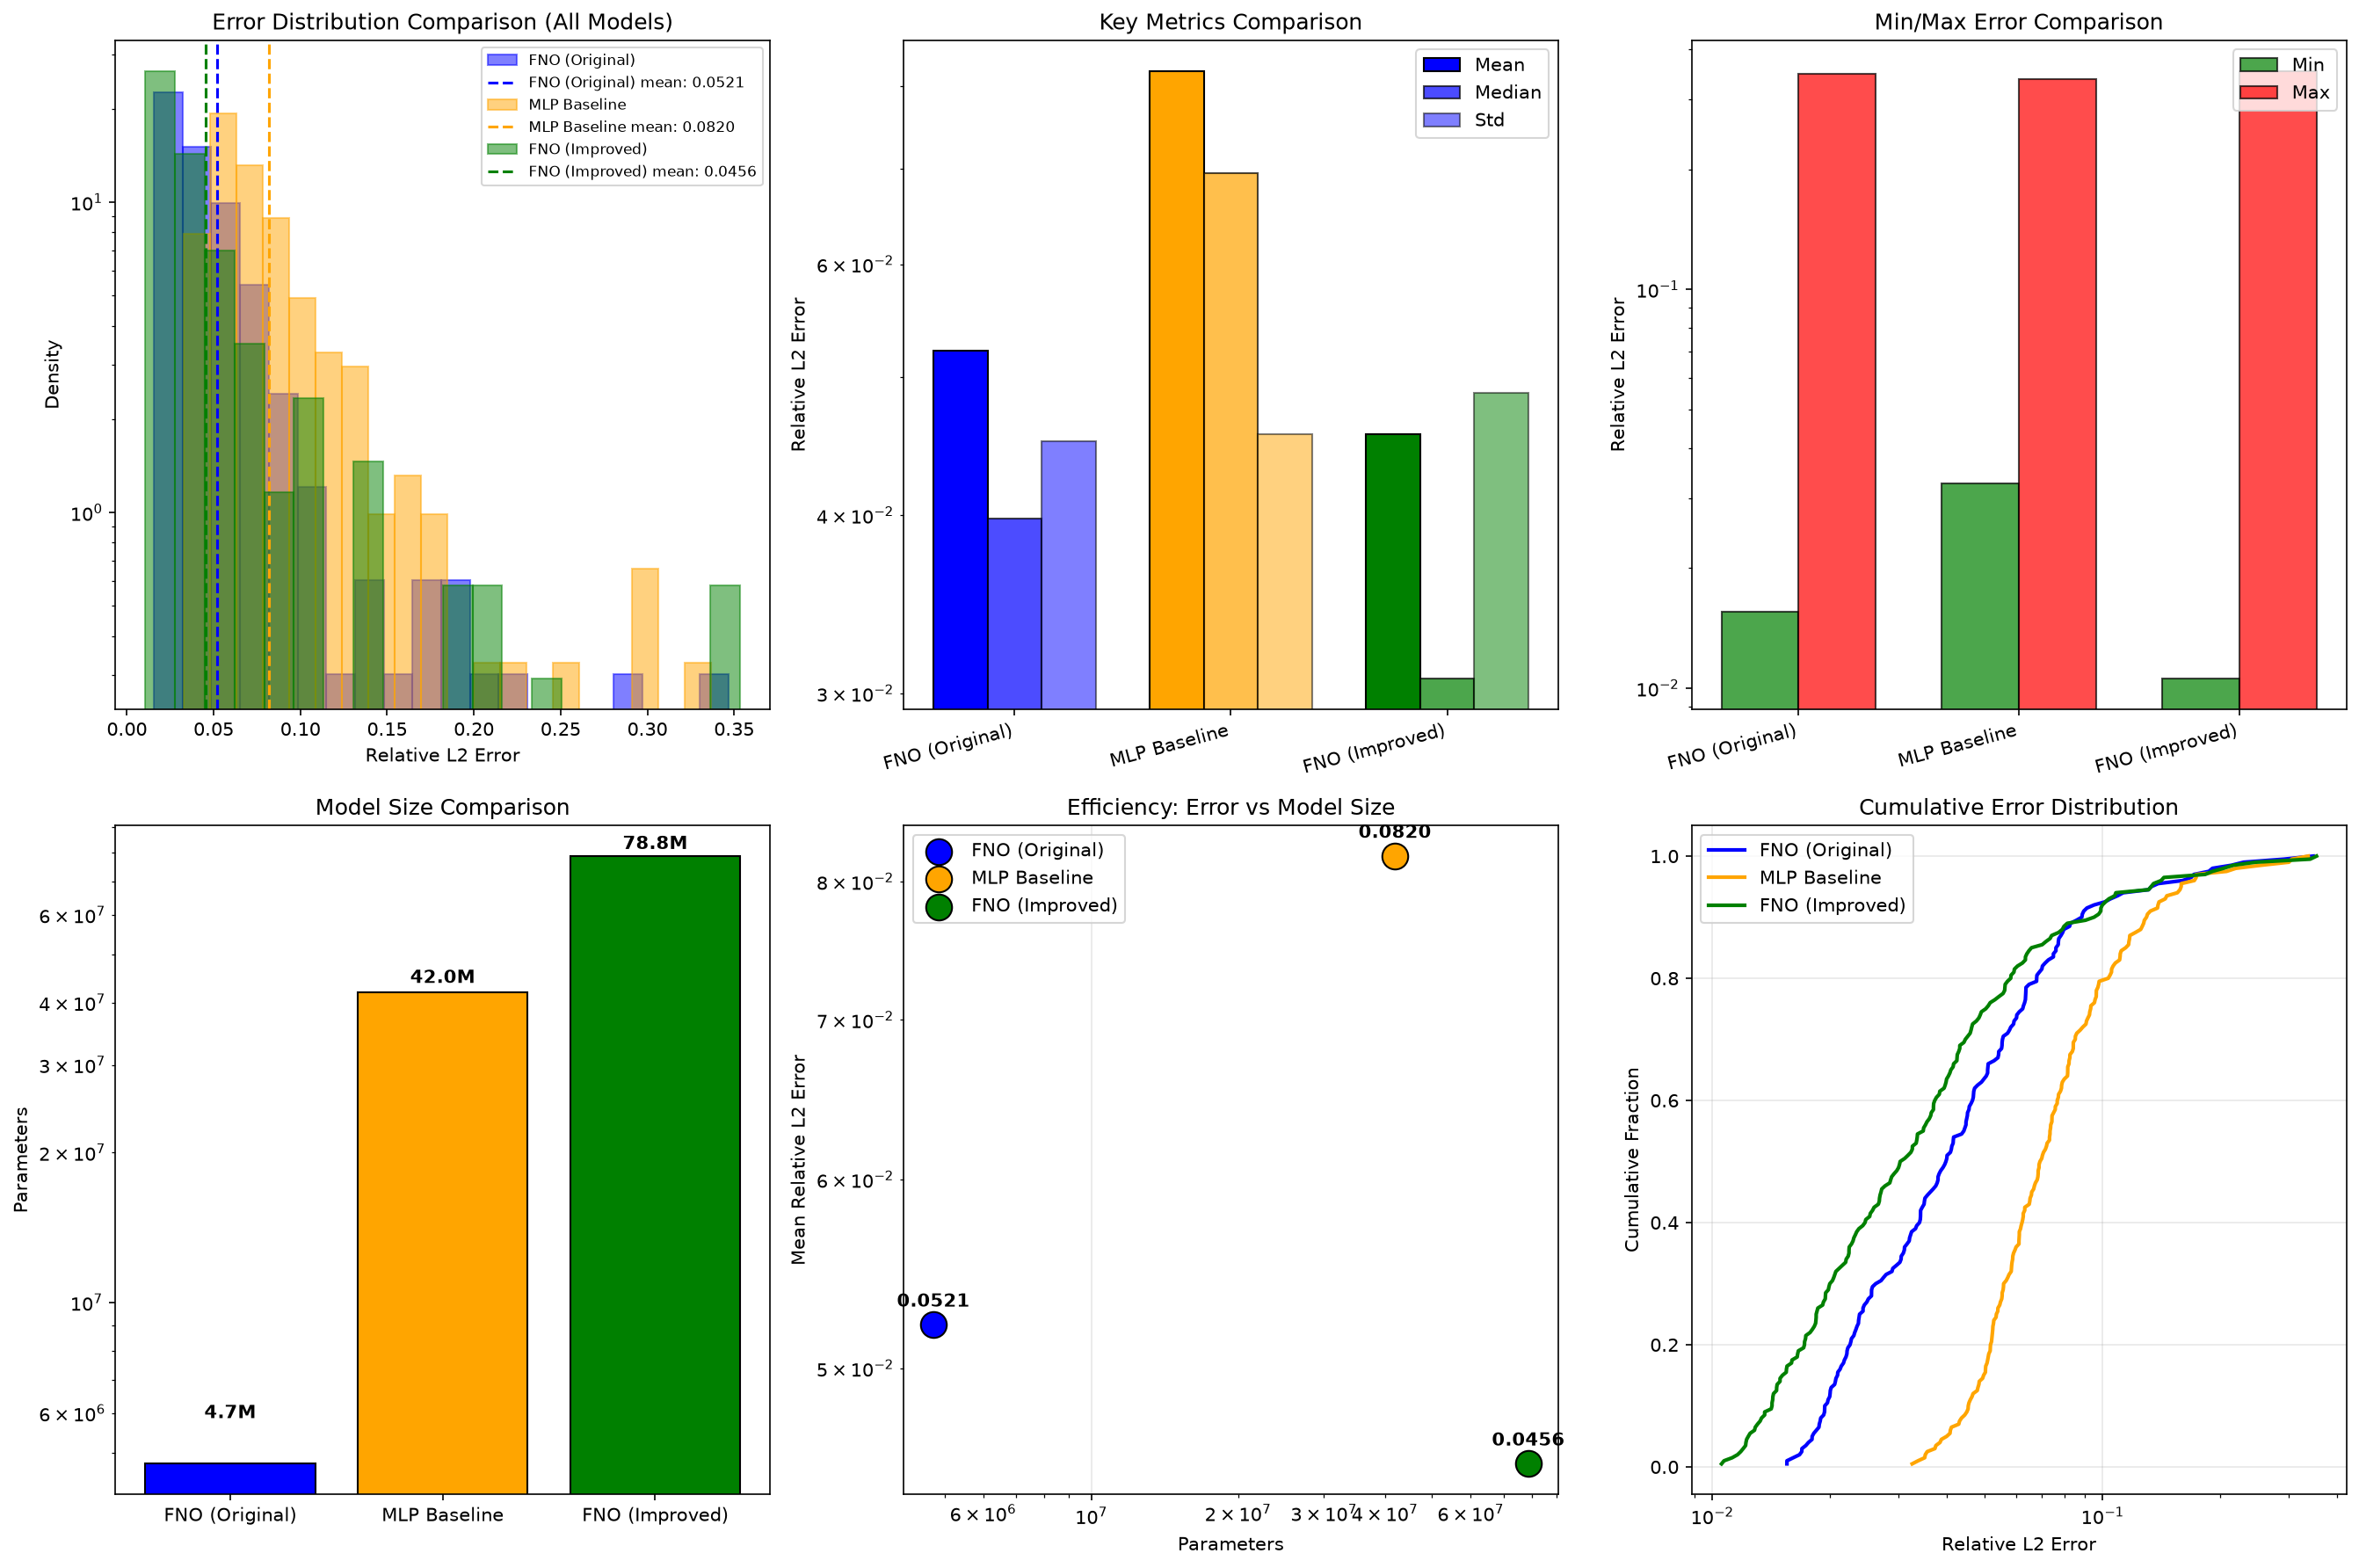 Error Distribution Comparison (All Models)
FNO (Original)
FNO (Original) mean: 0.0521
MLP Baseline
MLP Baseline mean: 0.0820
FNO (Improved)
FNO (Improved) mean: 0.0456
Density
10¹
10⁰
0.00 0.05 0.10 0.15 0.20 0.25 0.30 0.35
Relative L2 Error
Key Metrics Comparison
Mean
Median
Std
Relative L2 Error
6 × 10⁻²
4 × 10⁻²
3 × 10⁻²
FNO (Original) MLP Baseline FNO (Improved)
Min/Max Error Comparison
Min
Max
Relative L2 Error
10⁻¹
10⁻²
FNO (Original) MLP Baseline FNO (Improved)
Model Size Comparison
78.8M
42.0M
4.7M
Parameters
6 × 10⁷
4 × 10⁷
3 × 10⁷
2 × 10⁷
10⁷
6 × 10⁶
FNO (Original) MLP Baseline FNO (Improved)
Efficiency: Error vs Model Size
FNO (Original)
MLP Baseline
FNO (Improved)
0.0820
0.0521
0.0456
Mean Relative L2 Error
8 × 10⁻²
7 × 10⁻²
6 × 10⁻²
5 × 10⁻²
6 × 10⁶ 10⁷ 2 × 10⁷ 3 × 10⁷ 4 × 10⁷ 6 × 10⁷
Parameters
Cumulative Error Distribution
FNO (Original)
MLP Baseline
FNO (Improved)
Cumulative Fraction
1.0
0.8
0.6
0.4
0.2
0.0
10⁻² 10⁻¹
Relative L2 Error